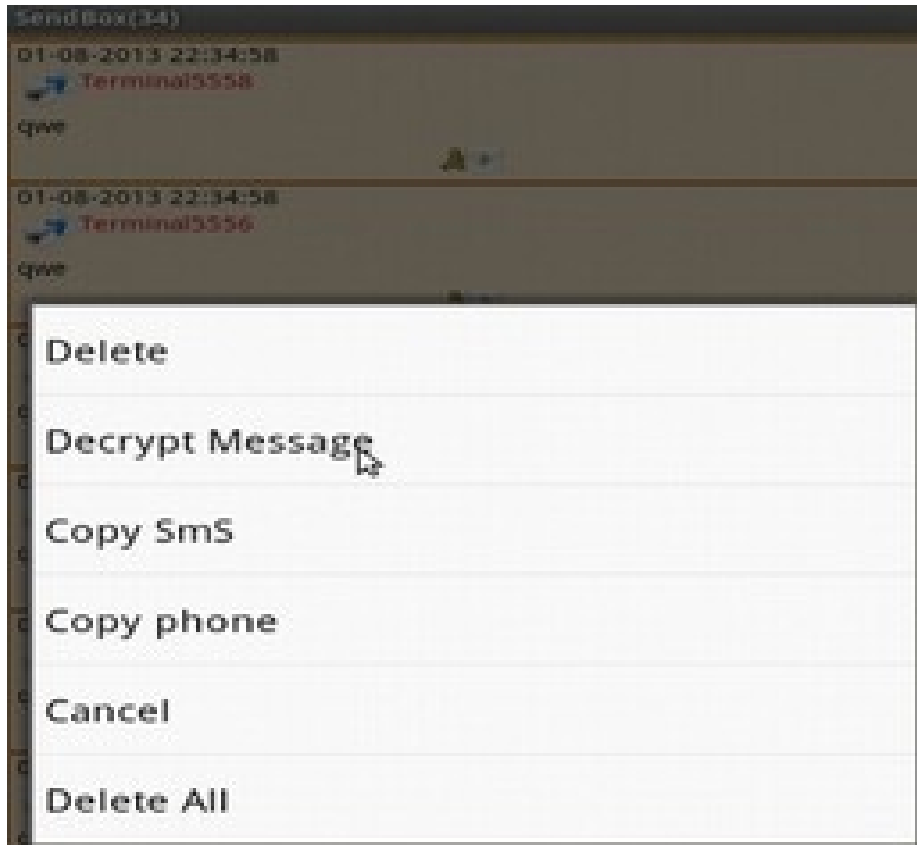 SendBox(34)
01-08-2013 22:34:58
Terminal5558
qwe
01-08-2013 22:34:58
Terminal5556
qwe
Delete
Decrypt Message
Copy SmS
Copy phone
Cancel
Delete All